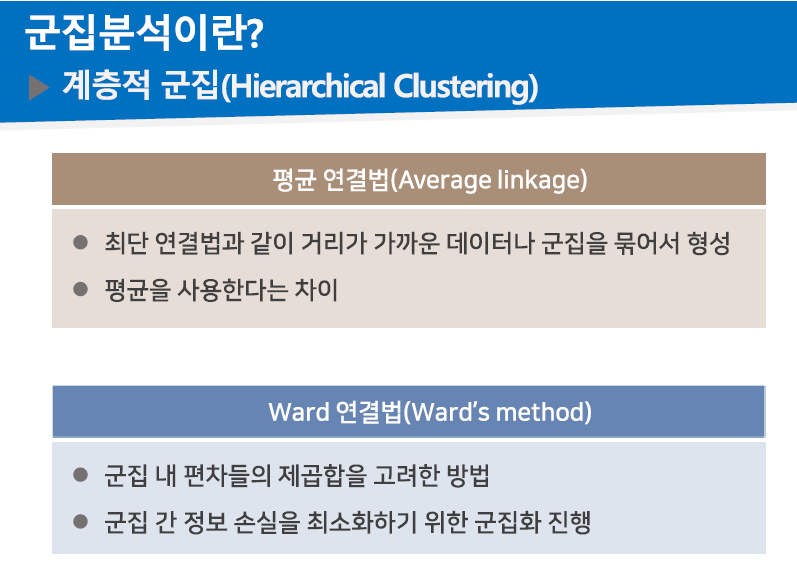 군집분석이란?
▶ 계층적 군집(Hierarchical Clustering)
평균 연결법(Average linkage)
● 최단 연결법과 같이 거리가 가까운 데이터나 군집을 묶어서 형성
● 평균을 사용한다는 차이
Ward 연결법(Ward’s method)
● 군집 내 편차들의 제곱합을 고려한 방법
● 군집 간 정보 손실을 최소화하기 위한 군집화 진행